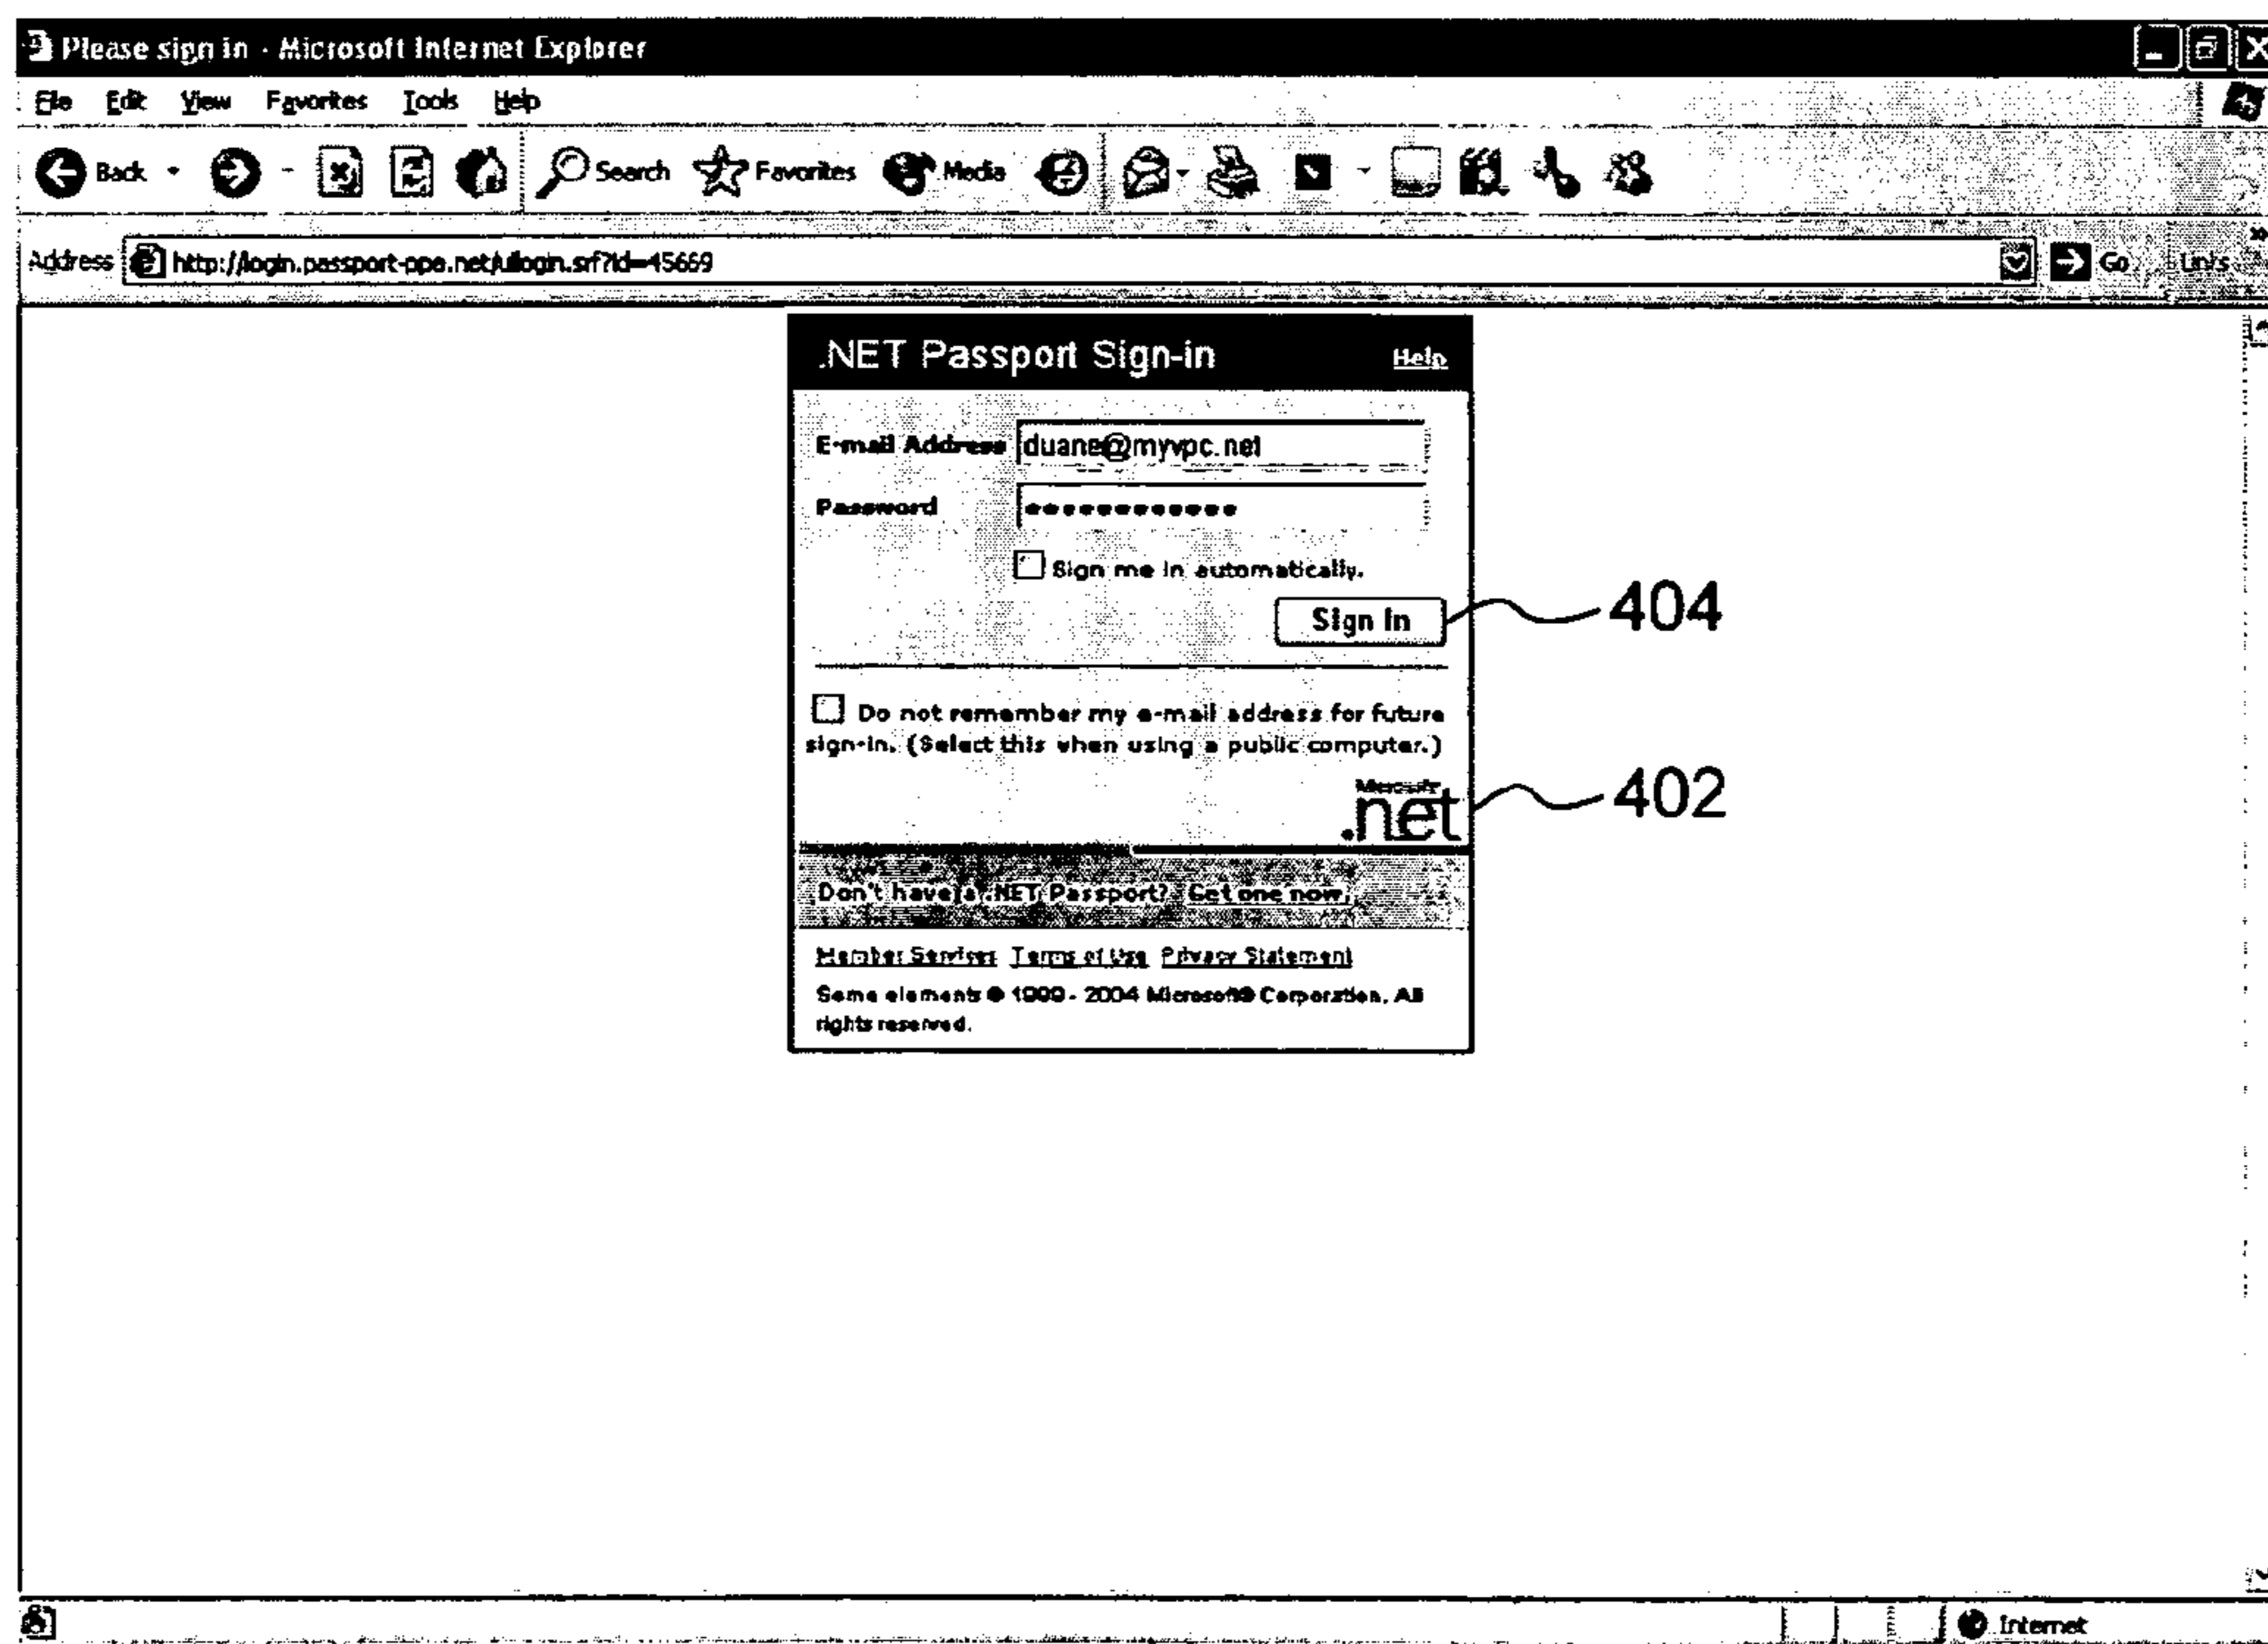 Please sign in - Microsoft Internet Explorer
File Edit View Favorites Tools Help
Back Search Favorites Media
Address http://login.passport-ppe.net/uilogin.srf?id=45669 Go Links
.NET Passport Sign-in Help
E-mail Address duane@myvpc.net
Password ••••••••••••
Sign me in automatically.
Sign In 404
Do not remember my e-mail address for future
sign-in. (Select this when using a public computer.)
Microsoft
.net 402
Don't have a .NET Passport? Get one now.
Member Services Terms of Use Privacy Statement
Some elements © 1999 - 2004 Microsoft® Corporation. All
rights reserved.
Internet